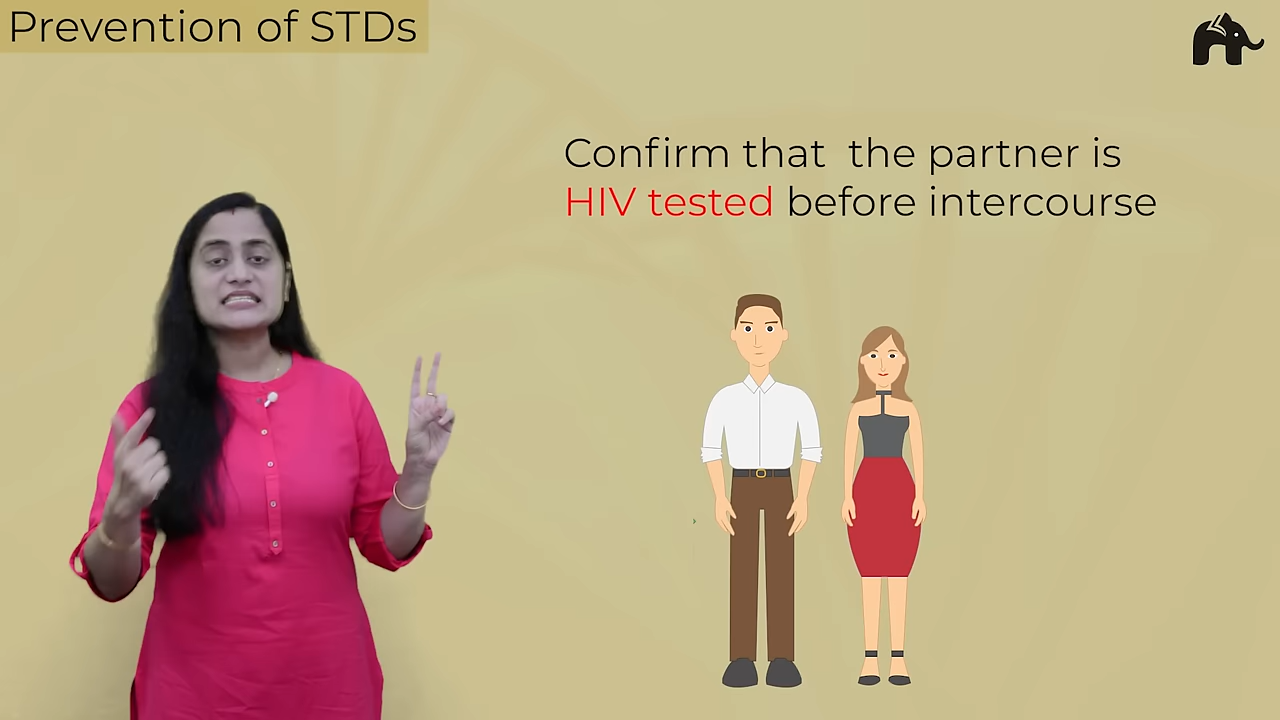 Prevention of STDs
Confirm that the partner is
HIV tested before intercourse